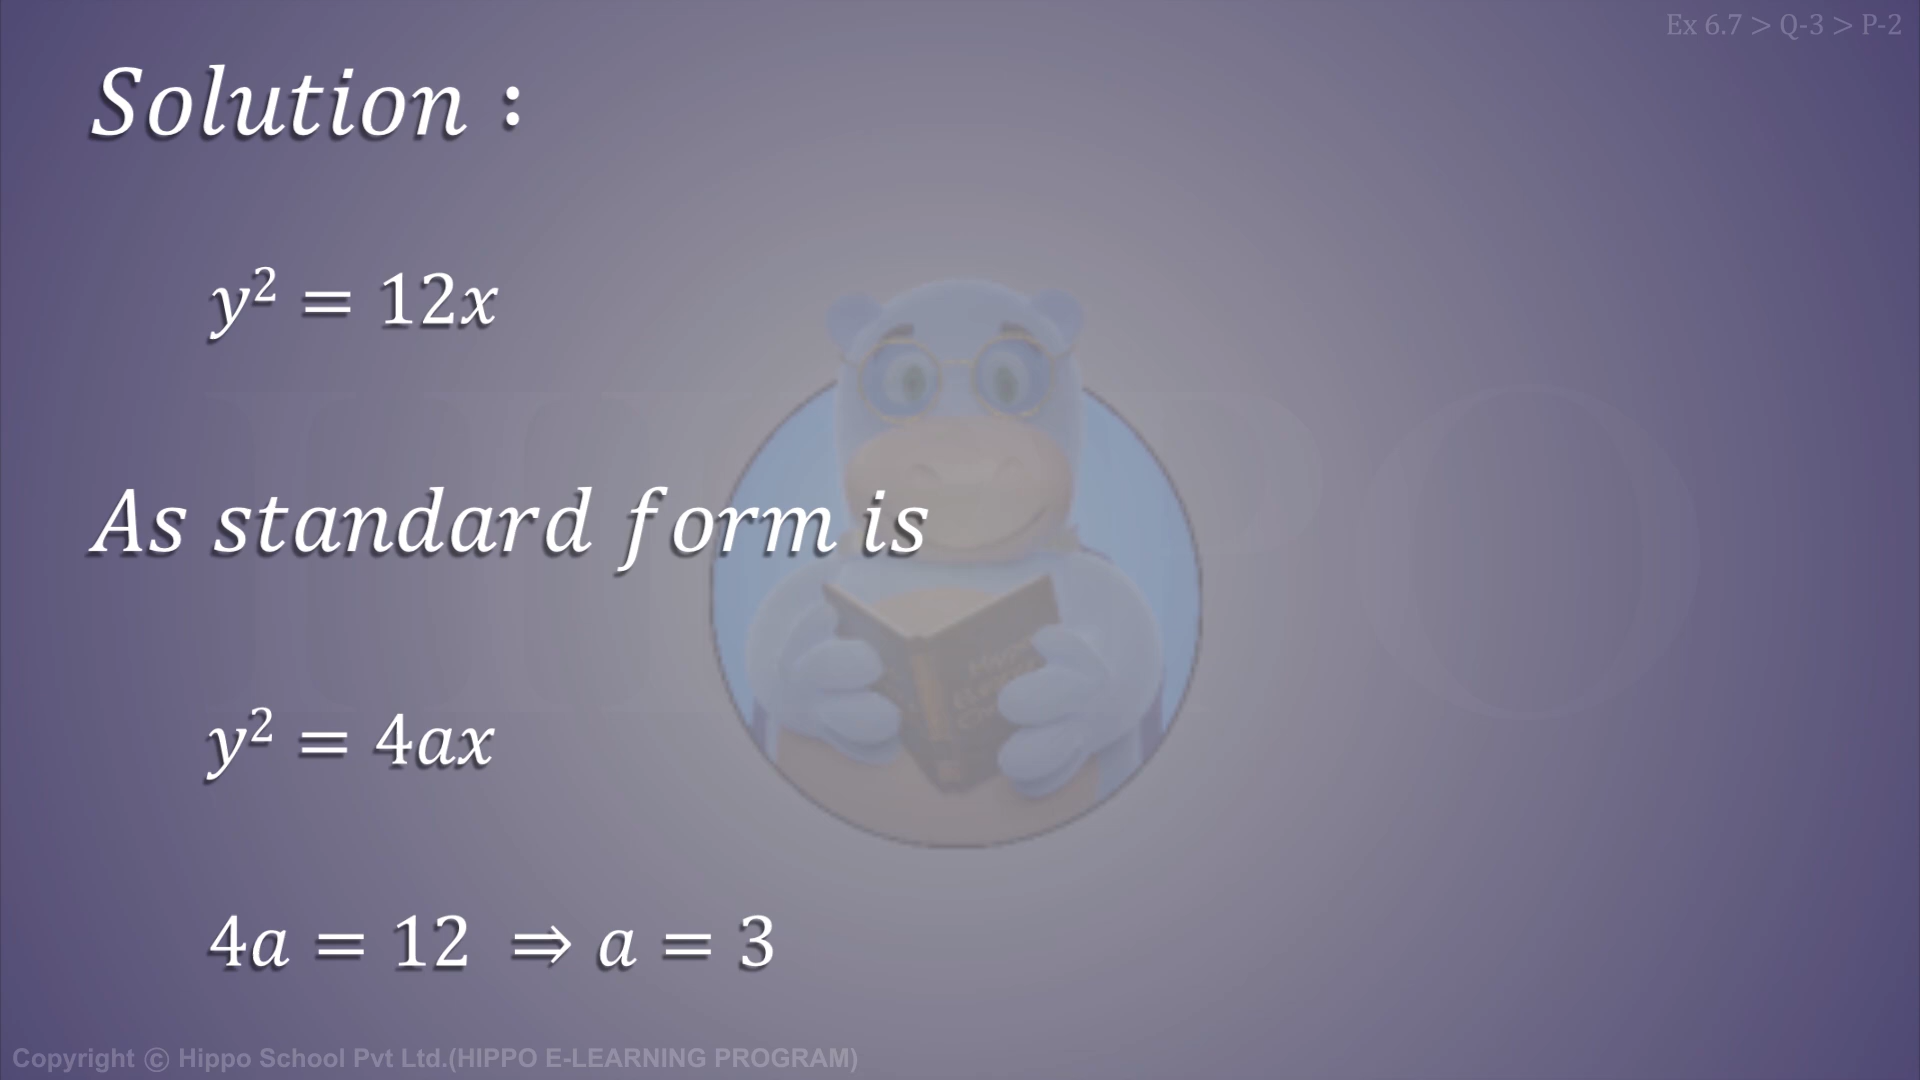 Ex 6.7 > Q-3 > P-2
Solution :
y² = 12x
As standard form is
y² = 4ax
4a = 12 ⇒ a = 3
Copyright © Hippo School Pvt Ltd.(HIPPO E-LEARNING PROGRAM)